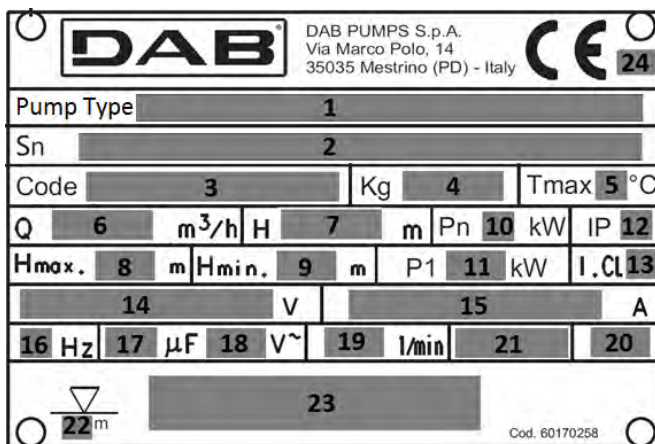 DAB
DAB PUMPS S.p.A.
Via Marco Polo, 14
35035 Mestrino (PD) - Italy
CE 24
Pump Type 1
Sn 2
Code 3 Kg 4 Tmax 5 °C
Q 6 m³/h H 7 m Pn 10 kW IP 12
Hmax. 8 m Hmin. 9 m P1 11 kW I.CL 13
14 V 15 A
16 Hz 17 µF 18 V~ 19 l/min 21 20
22 m 23
Cod. 60170258